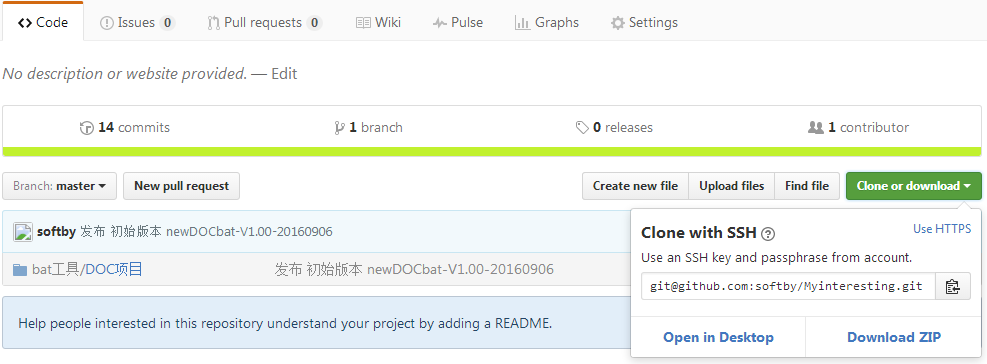 Code Issues 0 Pull requests 0 Wiki Pulse Graphs Settings
No description or website provided. — Edit
14 commits 1 branch 0 releases 1 contributor
Branch: master New pull request Create new file Upload files Find file Clone or download
softby 发布 初始版本 newDOCbat-V1.00-20160906
bat工具/DOC项目 发布 初始版本 newDOCbat-V1.00-20160906
Help people interested in this repository understand your project by adding a README.
Clone with SSH ? Use HTTPS
Use an SSH key and passphrase from account.
git@github.com:softby/Myinteresting.git
Open in Desktop Download ZIP